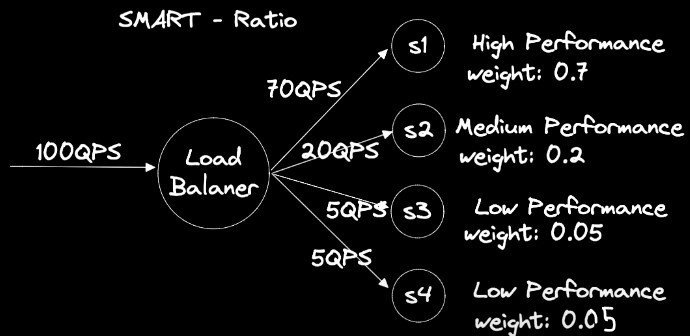 SMART - Ratio
s1
High Performance
weight: 0.7
70QPS
100QPS
Load
Balaner
20QPS
s2
Medium Performance
weight: 0.2
5QPS
s3
Low Performance
weight: 0.05
5QPS
s4
Low Performance
weight: 0.05